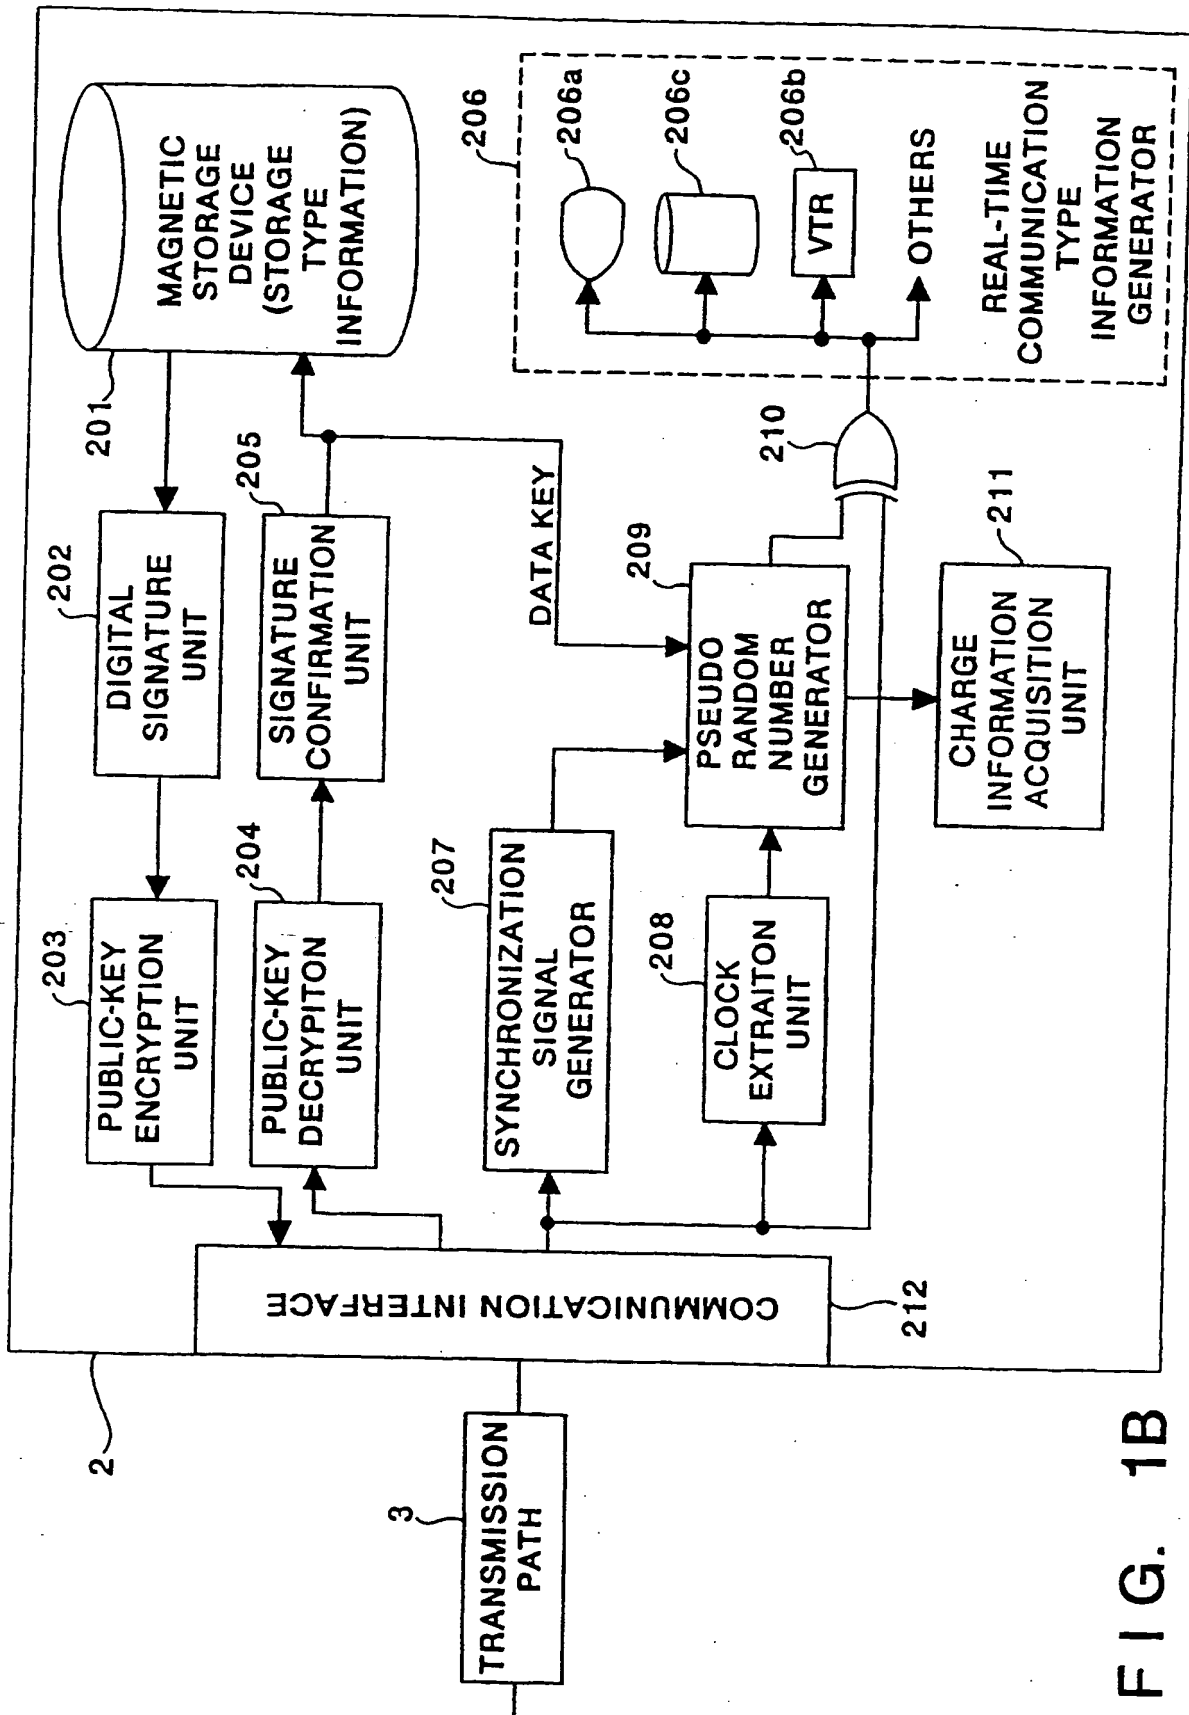 2
201
MAGNETIC
STORAGE
DEVICE
(STORAGE
TYPE
INFORMATION)
202
DIGITAL
SIGNATURE
UNIT
203
PUBLIC-KEY
ENCRYPTION
UNIT
204
PUBLIC-KEY
DECRYPITON
UNIT
205
SIGNATURE
CONFIRMATION
UNIT
DATA KEY
206
206a
206c
206b
VTR
OTHERS
REAL-TIME
COMMUNICATION
TYPE
INFORMATION
GENERATOR
207
SYNCHRONIZATION
SIGNAL
GENERATOR
208
CLOCK
EXTRAITON
UNIT
209
PSEUDO
RANDOM
NUMBER
GENERATOR
210
211
CHARGE
INFORMATION
ACQUISITION
UNIT
COMMUNICATION INTERFACE
212
3
TRANSMISSION
PATH
FIG. 1B